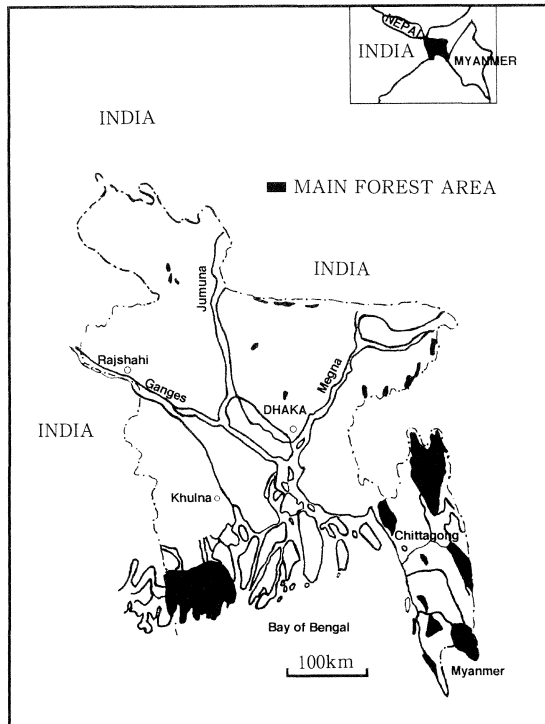 NEPAL
INDIA
MYANMER
INDIA
MAIN FOREST AREA
INDIA
Jumuna
Rajshahi
Ganges
Megna
DHAKA
INDIA
Khulna
Chittagong
Bay of Bengal
100km
Myanmer